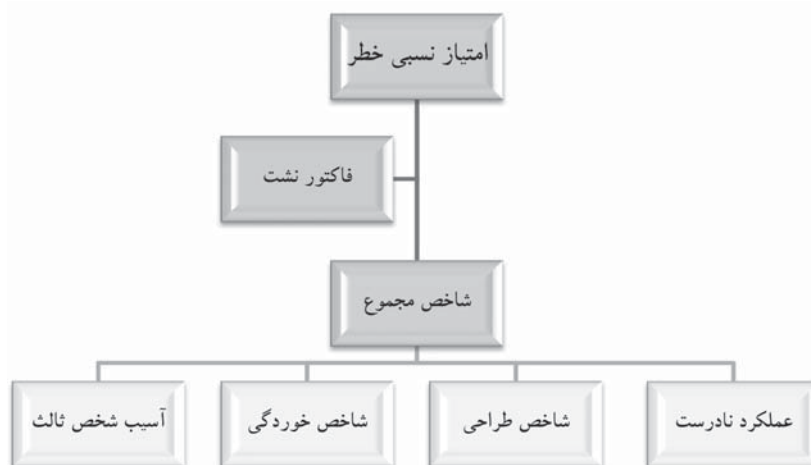 امتیاز نسبی خطر
فاکتور نشت
شاخص مجموع
عملکرد نادرست
شاخص طراحی
شاخص خوردگی
آسیب شخص ثالث